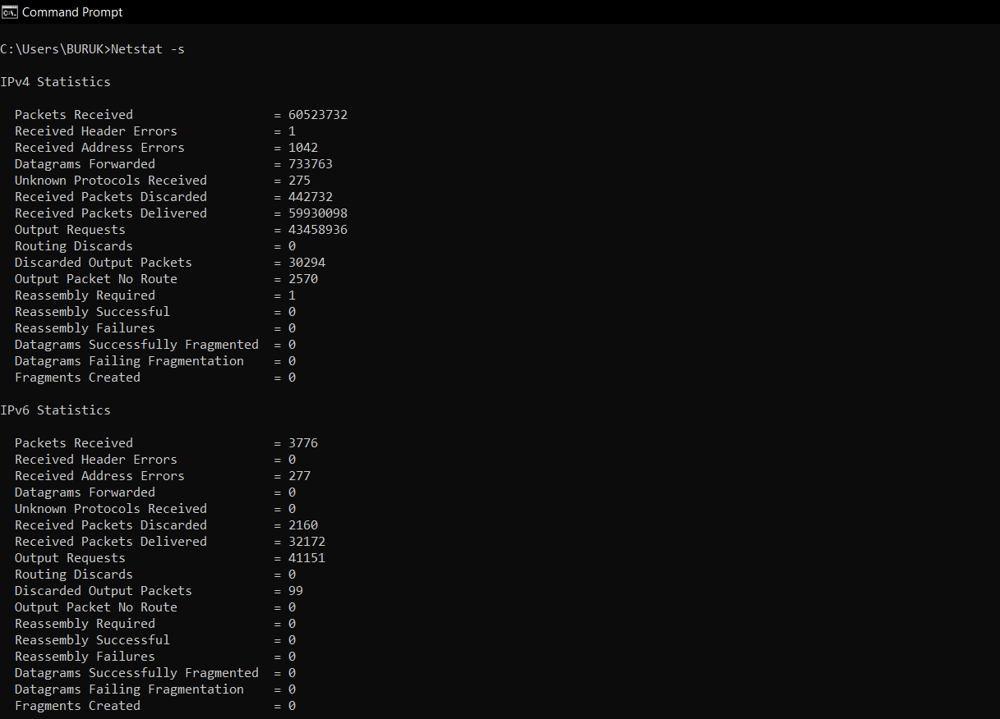 Command Prompt
C:\Users\BURUK>Netstat -s
IPv4 Statistics
Packets Received = 60523732
Received Header Errors = 1
Received Address Errors = 1042
Datagrams Forwarded = 733763
Unknown Protocols Received = 275
Received Packets Discarded = 442732
Received Packets Delivered = 59930098
Output Requests = 43458936
Routing Discards = 0
Discarded Output Packets = 30294
Output Packet No Route = 2570
Reassembly Required = 1
Reassembly Successful = 0
Reassembly Failures = 0
Datagrams Successfully Fragmented = 0
Datagrams Failing Fragmentation = 0
Fragments Created = 0
IPv6 Statistics
Packets Received = 3776
Received Header Errors = 0
Received Address Errors = 277
Datagrams Forwarded = 0
Unknown Protocols Received = 0
Received Packets Discarded = 2160
Received Packets Delivered = 32172
Output Requests = 41151
Routing Discards = 0
Discarded Output Packets = 99
Output Packet No Route = 0
Reassembly Required = 0
Reassembly Successful = 0
Reassembly Failures = 0
Datagrams Successfully Fragmented = 0
Datagrams Failing Fragmentation = 0
Fragments Created = 0